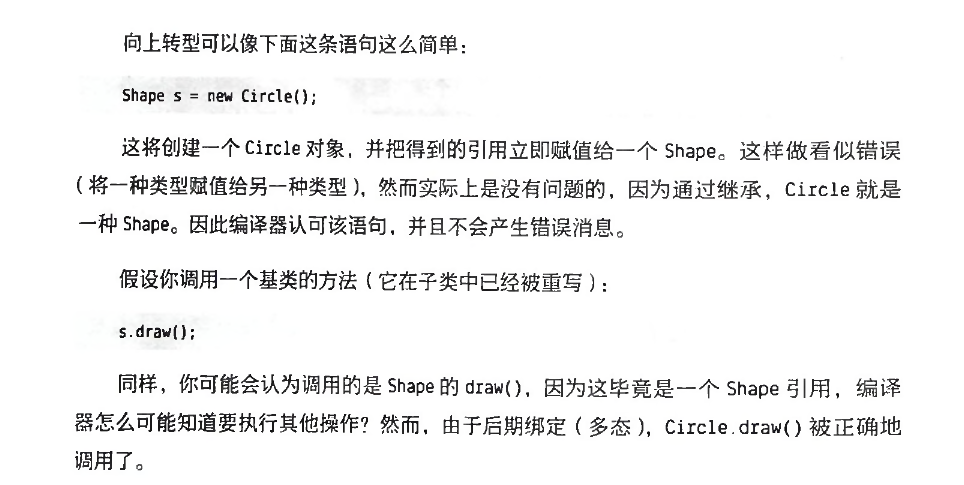 向上转型可以像下面这条语句这么简单：
Shape s = new Circle();
这将创建一个 Circle 对象，并把得到的引用立即赋值给一个 Shape。这样做看似错误
（将一种类型赋值给另一种类型），然而实际上是没有问题的，因为通过继承，Circle 就是
一种 Shape。因此编译器认可该语句，并且不会产生错误消息。
假设你调用一个基类的方法（它在子类中已经被重写）：
s.draw();
同样，你可能会认为调用的是 Shape 的 draw()，因为这毕竟是一个 Shape 引用，编译
器怎么可能知道要执行其他操作？然而，由于后期绑定（多态），Circle.draw() 被正确地
调用了。